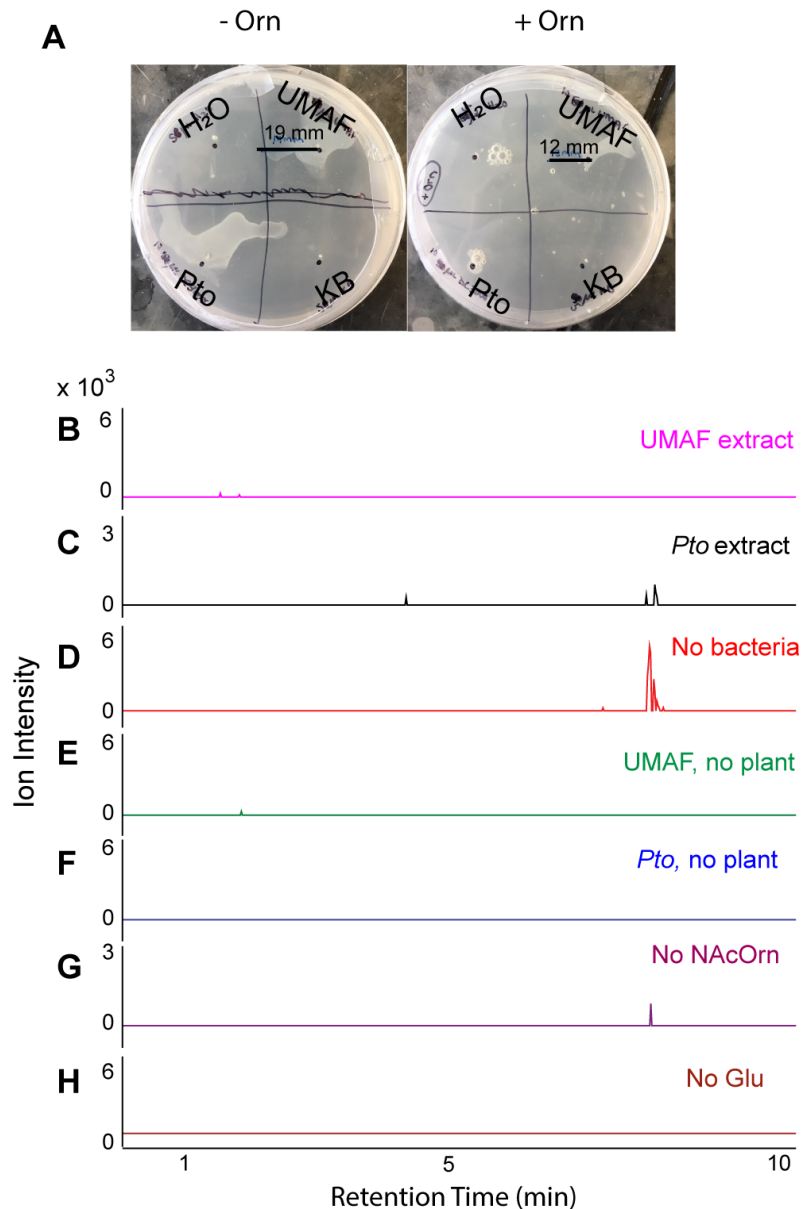 - Orn + Orn
A
H₂O UMAF H₂O UMAF
19 mm 12 mm
+ Orn
Pto KB Pto KB
x 10³
B 6 UMAF extract
0
C 3 Pto extract
0
D 6 No bacteria
0
E 6 UMAF, no plant
0
F 6 Pto, no plant
0
G 3 No NAcOrn
0
H 6 No Glu
0
Ion Intensity
1 5 10
Retention Time (min)